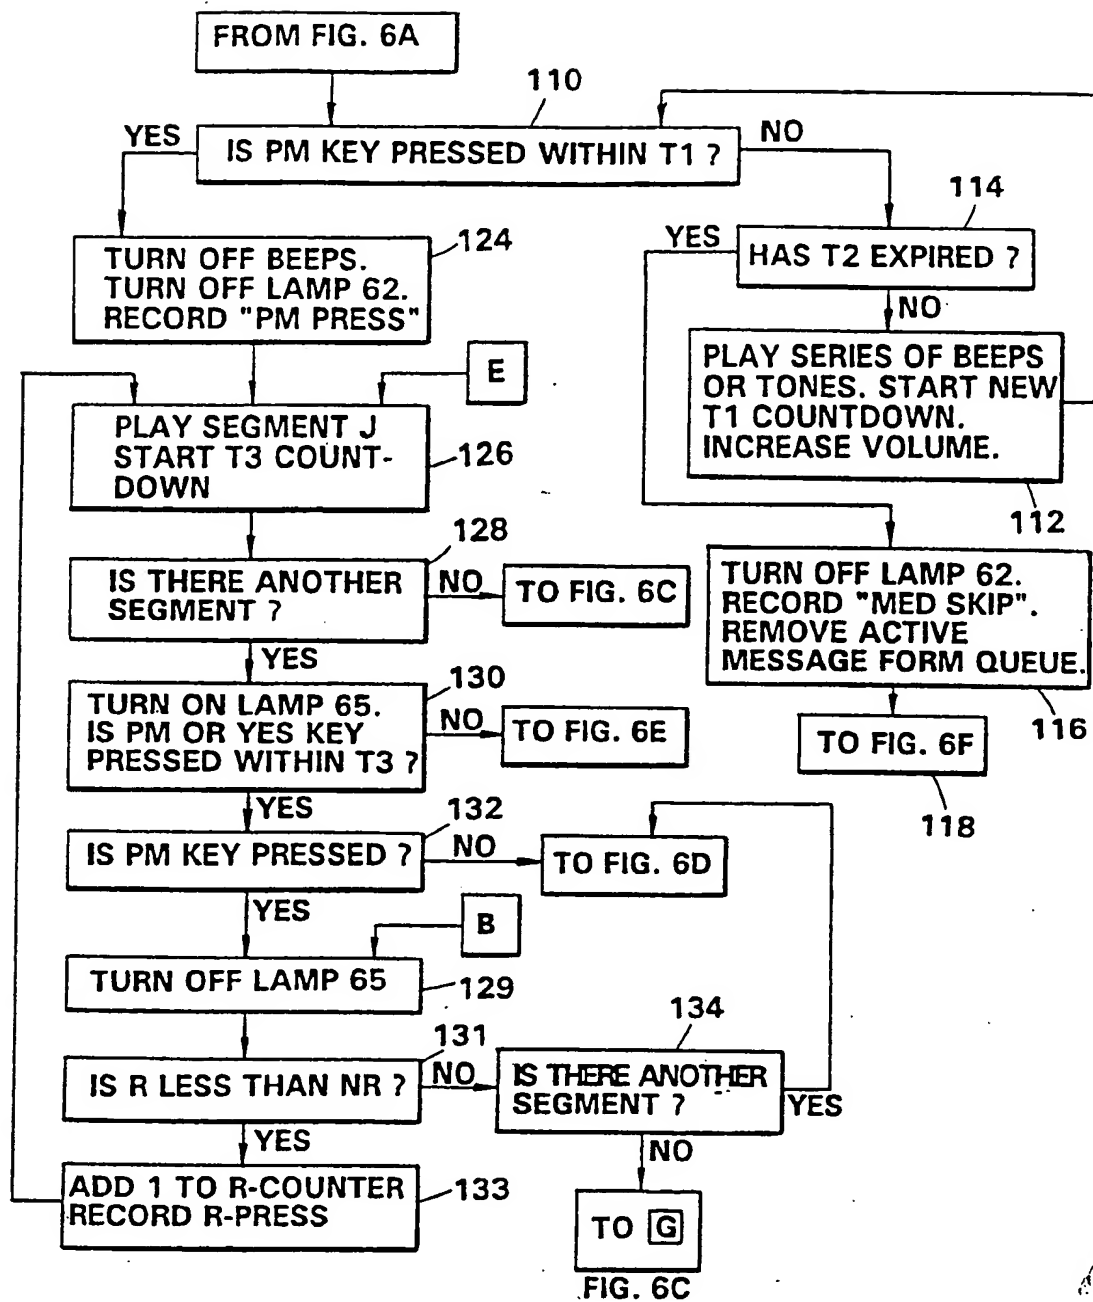 FROM FIG. 6A
110
YES
IS PM KEY PRESSED WITHIN T1 ?
NO
114
124
TURN OFF BEEPS.
TURN OFF LAMP 62.
RECORD "PM PRESS"
YES
HAS T2 EXPIRED ?
NO
E
PLAY SERIES OF BEEPS
OR TONES. START NEW
T1 COUNTDOWN.
INCREASE VOLUME.
112
PLAY SEGMENT J
START T3 COUNT-
DOWN
126
128
IS THERE ANOTHER
SEGMENT ?
NO
TO FIG. 6C
YES
TURN OFF LAMP 62.
RECORD "MED SKIP".
REMOVE ACTIVE
MESSAGE FORM QUEUE.
116
130
TURN ON LAMP 65.
IS PM OR YES KEY
PRESSED WITHIN T3 ?
NO
TO FIG. 6E
TO FIG. 6F
118
YES
132
IS PM KEY PRESSED ?
NO
TO FIG. 6D
YES
B
TURN OFF LAMP 65
129
131
IS R LESS THAN NR ?
NO
134
IS THERE ANOTHER
SEGMENT ?
YES
YES
NO
ADD 1 TO R-COUNTER
RECORD R-PRESS
133
TO G
FIG. 6C